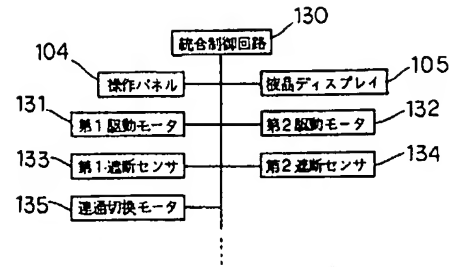 130
統合制御回路
104
操作パネル
液晶ディスプレイ
105
131
第1駆動モータ
第2駆動モータ
132
133
第1遮断センサ
第2遮断センサ
134
135
連通切換モータ